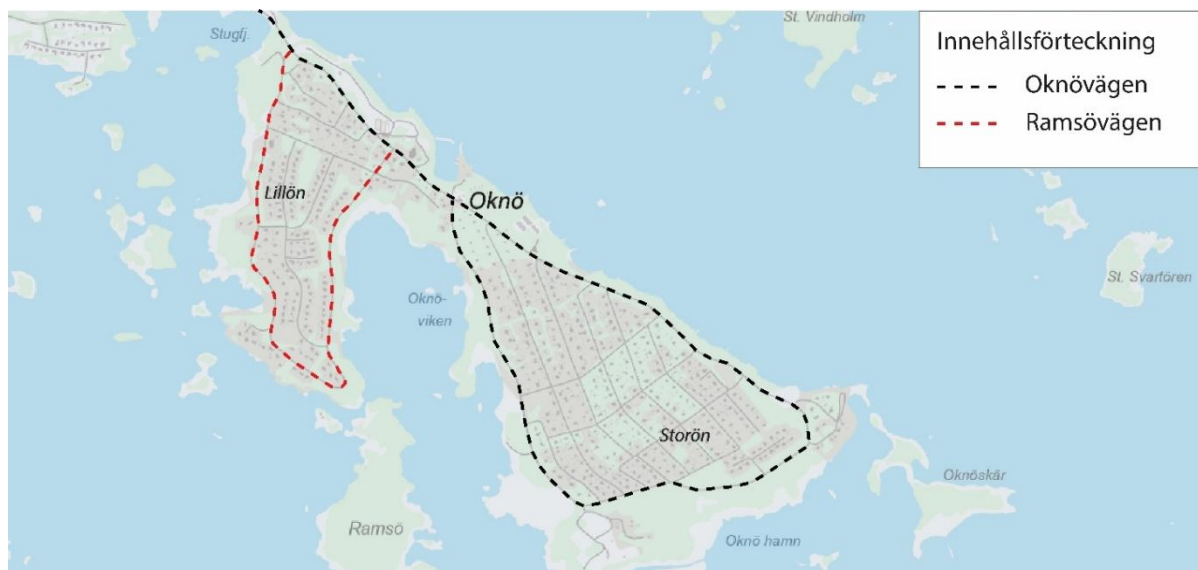 St. Vindholm
Stugfj.
Innehållsförteckning
Oknövägen
Ramsövägen
Lillön
Oknö
St. Svartören
Oknö-
viken
Storön
Oknöskär
Ramsö
Oknö hamn